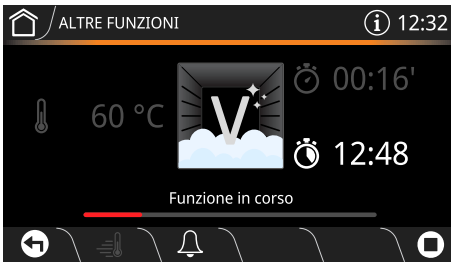 ALTRE FUNZIONI
12:32
00:16'
60 °C
V
12:48
Funzione in corso